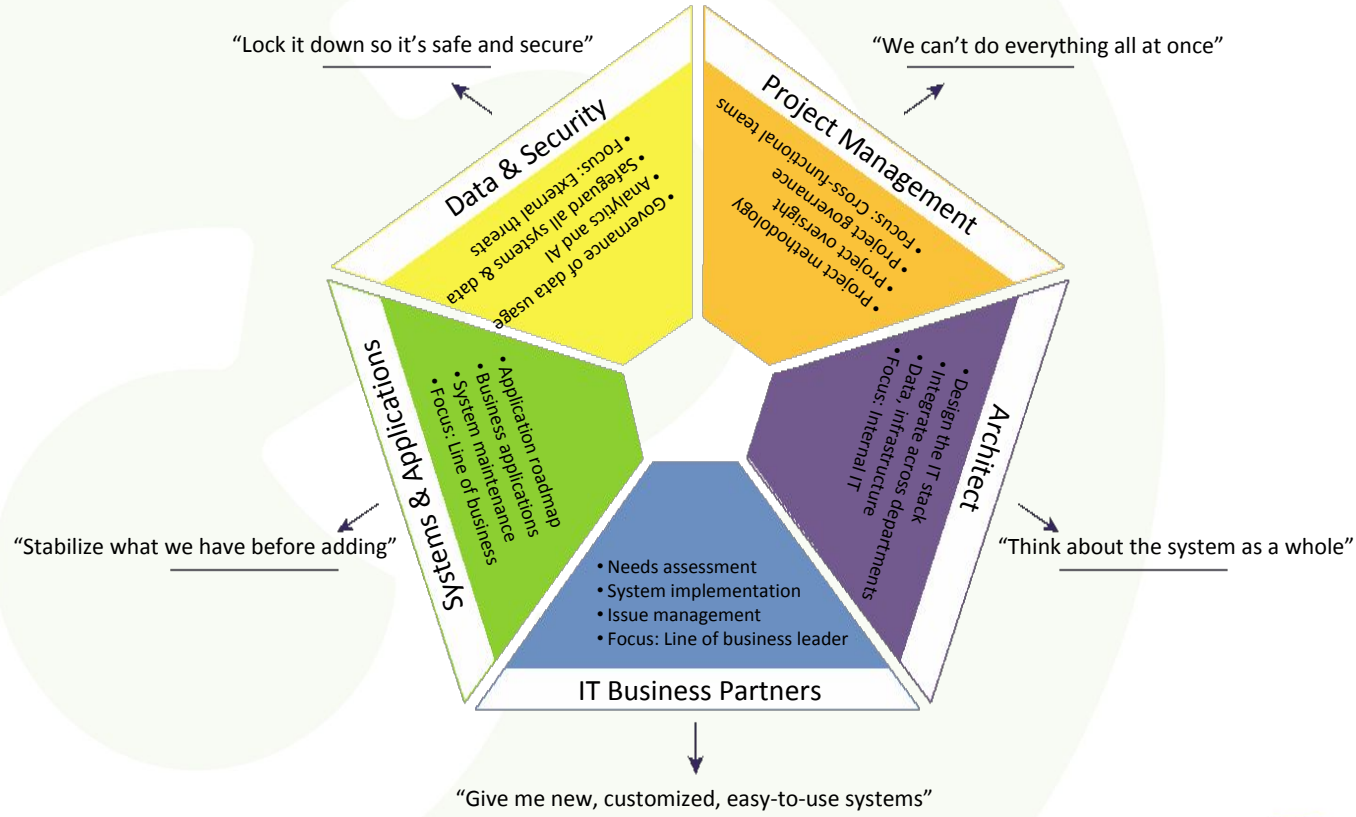 “Lock it down so it’s safe and secure”
“We can’t do everything all at once”
Data & Security
• Governance of data usage
• Analytics and AI
• Safeguard all systems & data
• Focus: External threats
Project Management
• Project methodology
• Project oversight
• Project governance
• Focus: Cross-functional teams
Systems & Applications
• Application roadmap
• Business applications
• System maintenance
• Focus: Line of business
Architect
• Design the IT stack
• Integrate across departments
• Data, infrastructure
• Focus: Internal IT
“Stabilize what we have before adding”
“Think about the system as a whole”
• Needs assessment
• System implementation
• Issue management
• Focus: Line of business leader
IT Business Partners
“Give me new, customized, easy-to-use systems”